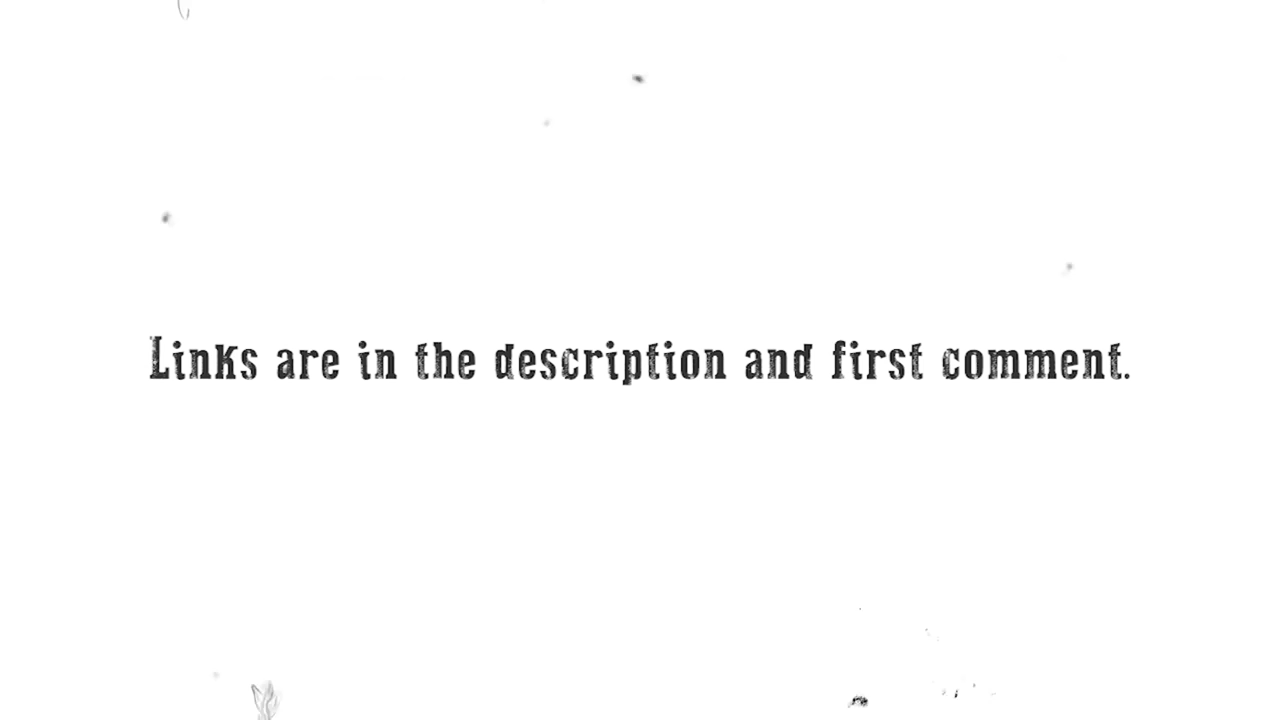 Links are in the description and first comment.